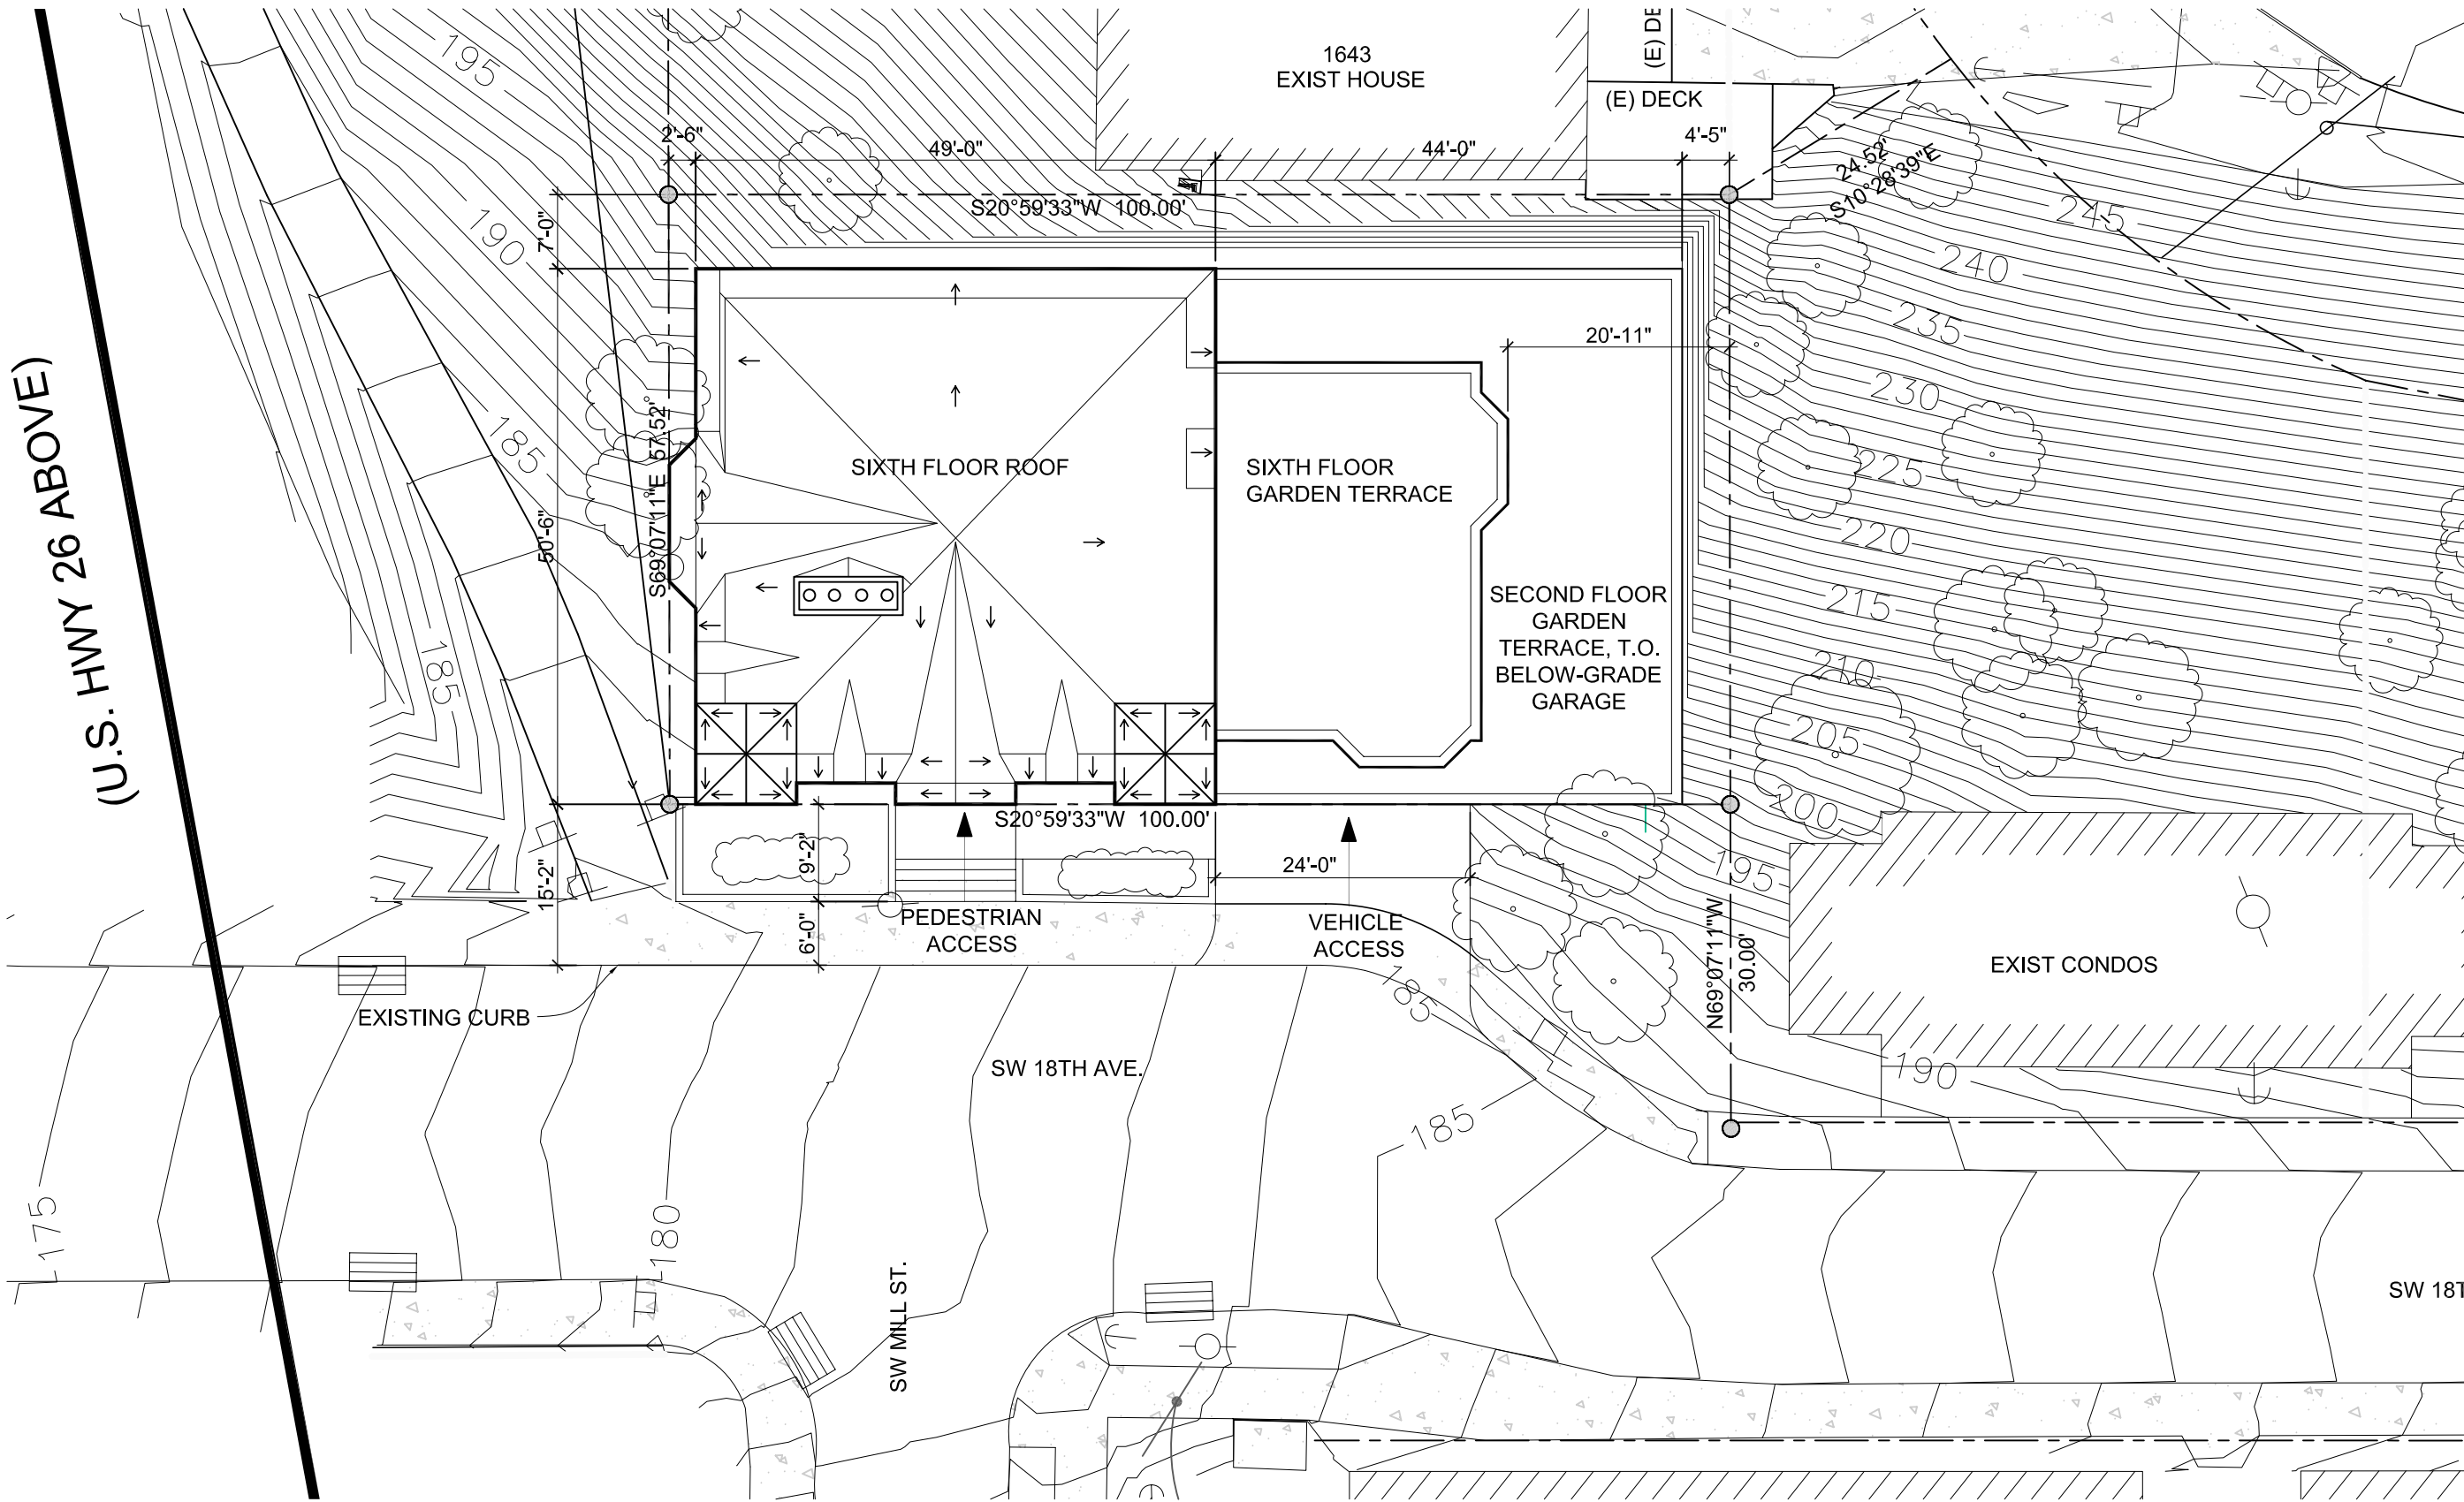 1643
EXIST HOUSE
(E) DE
(E) DECK
195
2'-6"
49'-0"
44'-0"
4'-5"
24.52'
S10°28'39"E
S20°59'33"W 100.00'
7'-0"
190
245
240
235
20'-11"
230
(U.S. HWY 26 ABOVE)
185
S69°07'11"E 57.52'
SIXTH FLOOR ROOF
SIXTH FLOOR
GARDEN TERRACE
225
50'-6"
220
SECOND FLOOR
GARDEN
TERRACE, T.O.
BELOW-GRADE
GARAGE
215
185
210
205
200
S20°59'33"W 100.00'
15'-2"
9'-2"
6'-0"
24'-0"
195
PEDESTRIAN
ACCESS
VEHICLE
ACCESS
N69°07'11"W
30.00'
EXIST CONDOS
EXISTING CURB
185
SW 18TH AVE.
190
185
175
180
SW MILL ST.
SW 18T